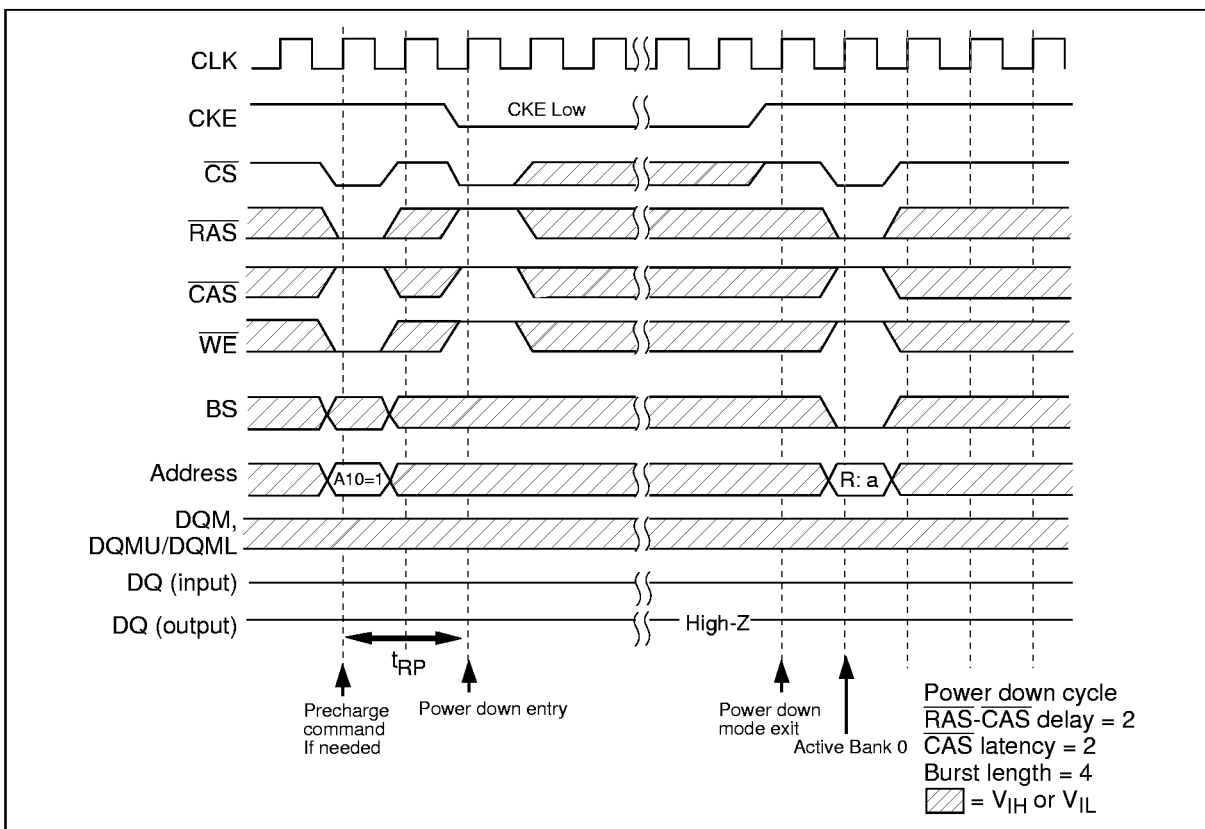 CLK
CKE
CKE Low
CS
RAS
CAS
WE
BS
Address
A10=1
R: a
DQM,
DQMU/DQML
DQ (input)
DQ (output)
High-Z
tRP
Precharge
command
If needed
Power down entry
Power down
mode exit
Active Bank 0
Power down cycle
RAS-CAS delay = 2
CAS latency = 2
Burst length = 4
= VIH or VIL